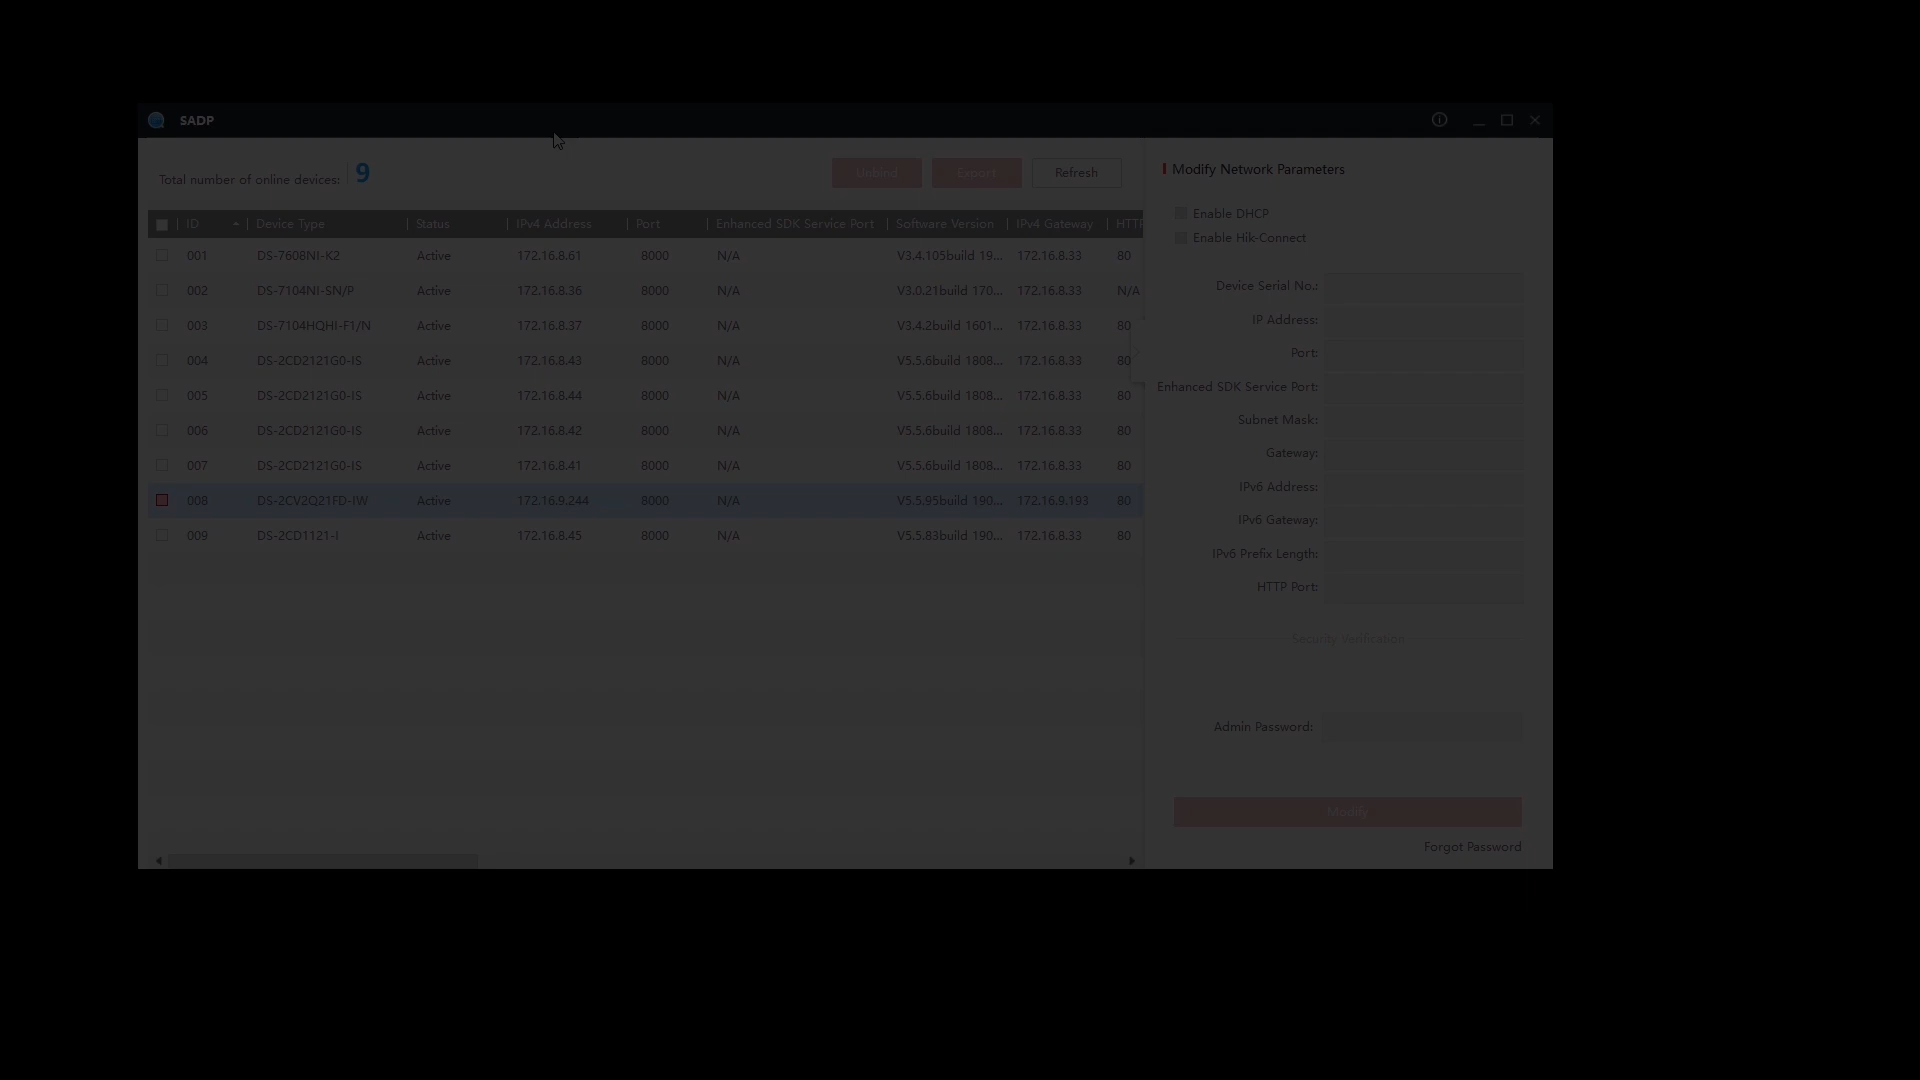 SADP
Total number of online devices: 9
Unbind Export Refresh
ID Device Type Status IPv4 Address Port Enhanced SDK Service Port Software Version IPv4 Gateway HTTP
001 DS-7608NI-K2 Active 172.16.8.61 8000 N/A V3.4.105build 19... 172.16.8.33 80
002 DS-7104NI-SN/P Active 172.16.8.36 8000 N/A V3.0.21build 170... 172.16.8.33 N/A
003 DS-7104HQHI-F1/N Active 172.16.8.37 8000 N/A V3.4.2build 1601... 172.16.8.33 80
004 DS-2CD2121G0-IS Active 172.16.8.43 8000 N/A V5.5.6build 1808... 172.16.8.33 80
005 DS-2CD2121G0-IS Active 172.16.8.44 8000 N/A V5.5.6build 1808... 172.16.8.33 80
006 DS-2CD2121G0-IS Active 172.16.8.42 8000 N/A V5.5.6build 1808... 172.16.8.33 80
007 DS-2CD2121G0-IS Active 172.16.8.41 8000 N/A V5.5.6build 1808... 172.16.8.33 80
008 DS-2CV2Q21FD-IW Active 172.16.9.244 8000 N/A V5.5.95build 190... 172.16.9.193 80
009 DS-2CD1121-I Active 172.16.8.45 8000 N/A V5.5.83build 190... 172.16.8.33 80
Modify Network Parameters
Enable DHCP
Enable Hik-Connect
Device Serial No.:
IP Address:
Port:
Enhanced SDK Service Port:
Subnet Mask:
Gateway:
IPv6 Address:
IPv6 Gateway:
IPv6 Prefix Length:
HTTP Port:
Security Verification
Admin Password:
Modify
Forgot Password